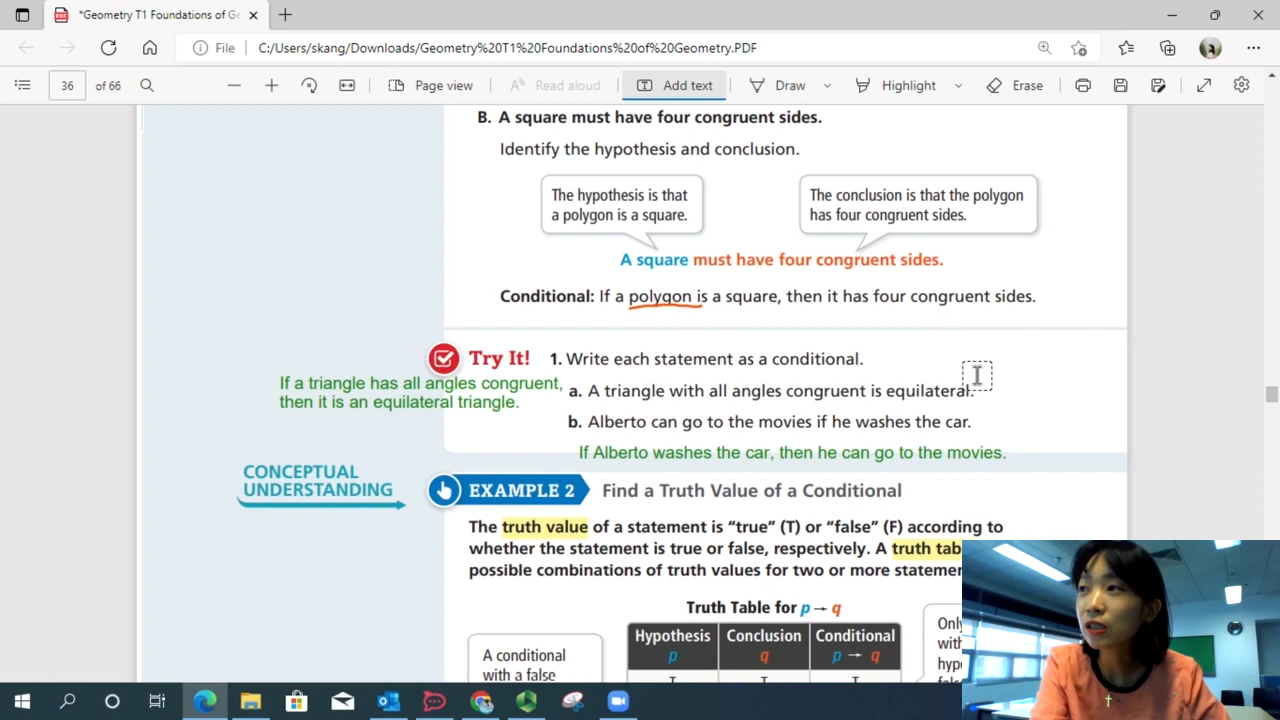 *Geometry T1 Foundations of Ge
File
C:/Users/skang/Downloads/Geometry%20T1%20Foundations%20of%20Geometry.PDF
36
of 66
Page view
Read aloud
Add text
Draw
Highlight
Erase
B. A square must have four congruent sides.
Identify the hypothesis and conclusion.
The hypothesis is that
a polygon is a square.
The conclusion is that the polygon
has four congruent sides.
A square must have four congruent sides.
Conditional: If a polygon is a square, then it has four congruent sides.
Try It!
1. Write each statement as a conditional.
If a triangle has all angles congruent,
then it is an equilateral triangle.
a. A triangle with all angles congruent is equilateral.
b. Alberto can go to the movies if he washes the car.
If Alberto washes the car, then he can go to the movies.
CONCEPTUAL
UNDERSTANDING
EXAMPLE 2
Find a Truth Value of a Conditional
The truth value of a statement is “true” (T) or “false” (F) according to
whether the statement is true or false, respectively. A truth tab
possible combinations of truth values for two or more statemen
Truth Table for p → q
Hypothesis
p
Conclusion
q
Conditional
p → q
A conditional
with a false
Only
with
hypo